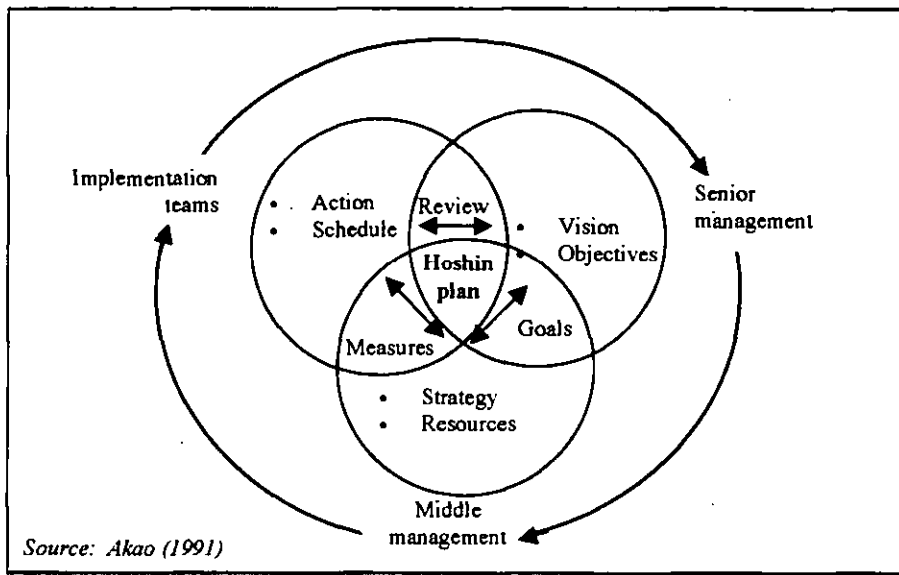 Implementation
teams
• Action
• Schedule
Review
• Vision
• Objectives
Senior
management
Hoshin
plan
Measures
Goals
• Strategy
• Resources
Middle
management
Source: Akao (1991)